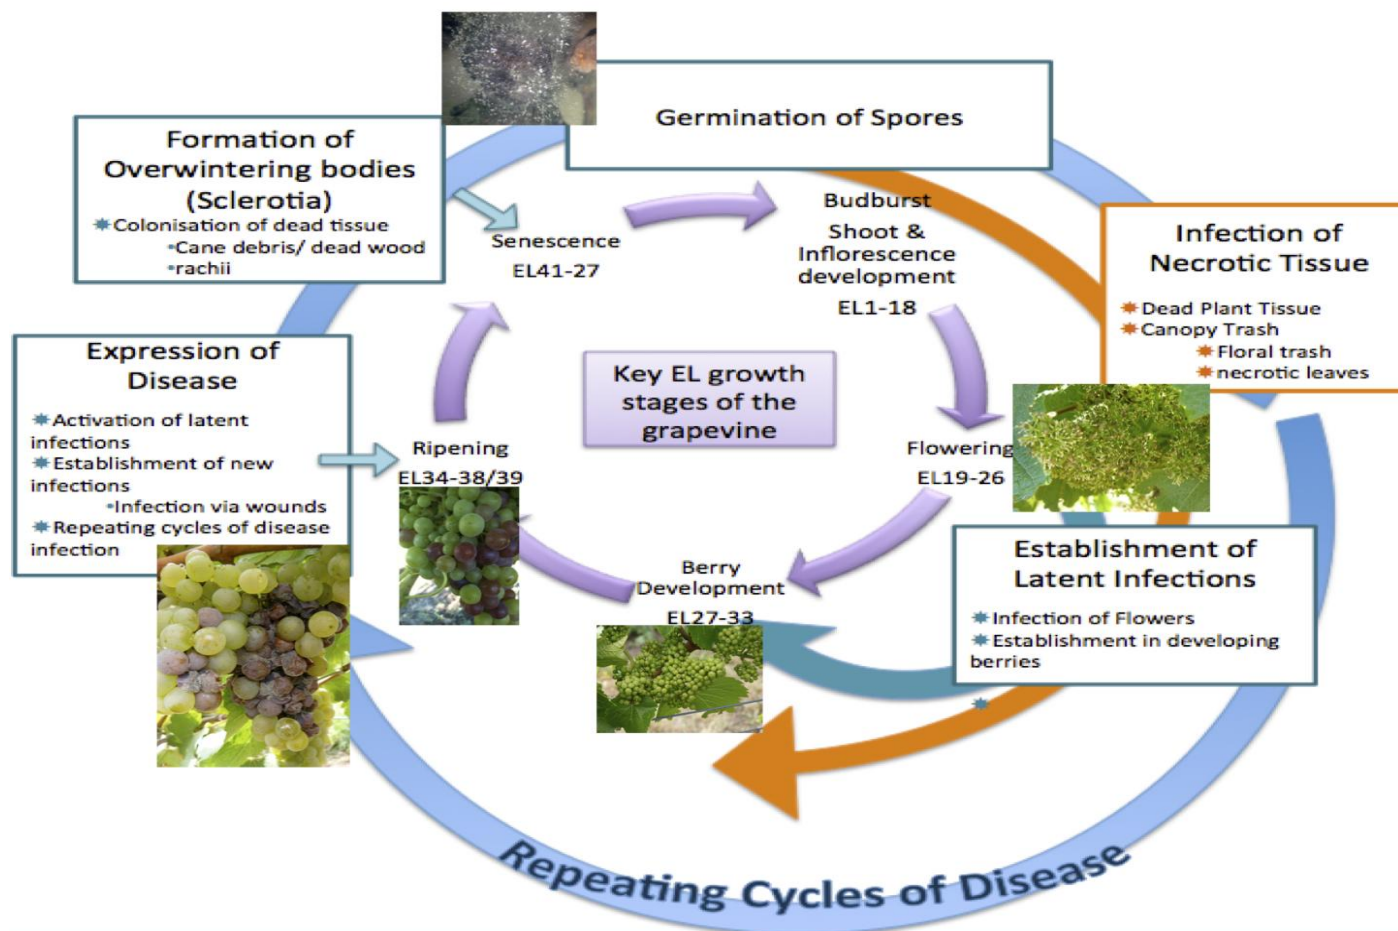 Germination of Spores
Formation of
Overwintering bodies
(Sclerotia)
Colonisation of dead tissue
•Cane debris/ dead wood
•rachii
Senescence
EL41-27
Budburst
Shoot &
Inflorescence
development
EL1-18
Infection of
Necrotic Tissue
Dead Plant Tissue
Canopy Trash
Floral trash
necrotic leaves
Expression of
Disease
Activation of latent
infections
Establishment of new
infections
•Infection via wounds
Repeating cycles of disease
infection
Key EL growth
stages of the
grapevine
Ripening
EL34-38/39
Flowering
EL19-26
Berry
Development
EL27-33
Establishment of
Latent Infections
Infection of Flowers
Establishment in developing
berries
Repeating Cycles of Disease